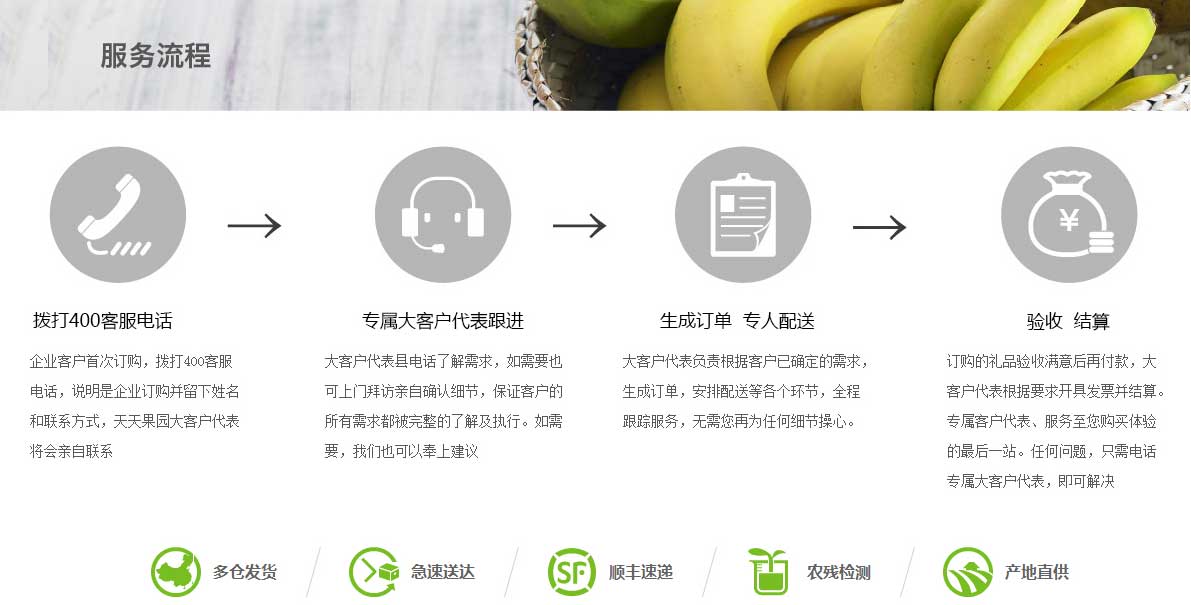 服务流程
¥
拨打400客服电话
企业客户首次订购，拨打400客服
电话，说明是企业订购并留下姓名
和联系方式，天天果园大客户代表
将会亲自联系
专属大客户代表跟进
大客户代表县电话了解需求，如需要也
可上门拜访亲自确认细节，保证客户的
所有需求都被完整的了解及执行。如需
要，我们也可以奉上建议
生成订单 专人配送
大客户代表负责根据客户已确定的需求，
生成订单，安排配送等各个环节，全程
跟踪服务，无需您再为任何细节操心。
验收 结算
订购的礼品验收满意后再付款，大
客户代表根据要求开具发票并结算。
专属客户代表、服务至您购买体验
的最后一站。任何问题，只需电话
专属大客户代表，即可解决
多仓发货
急速送达
SF
顺丰速递
农残检测
产地直供